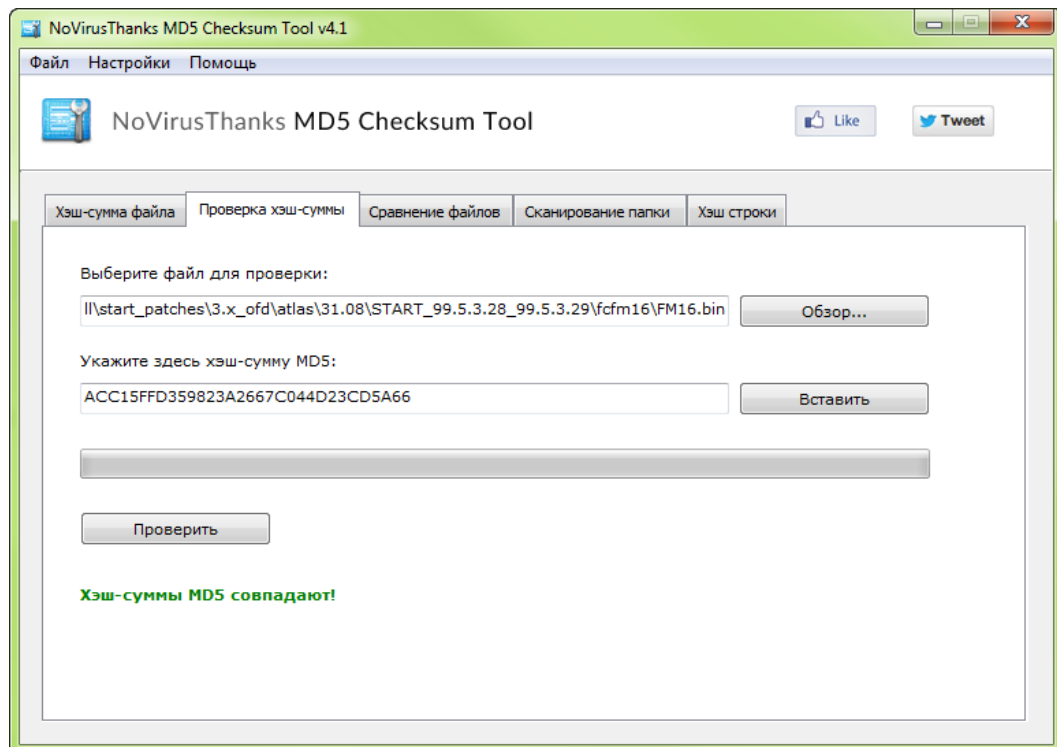 NoVirusThanks MD5 Checksum Tool v4.1
Файл Настройки Помощь
NoVirusThanks MD5 Checksum Tool
Like
Tweet
Хэш-сумма файла
Проверка хэш-суммы
Сравнение файлов
Сканирование папки
Хэш строки
Выберите файл для проверки:
ll\start_patches\3.x_ofd\atlas\31.08\START_99.5.3.28_99.5.3.29\fcfm16\FM16.bin
Обзор...
Укажите здесь хэш-сумму MD5:
ACC15FFD359823A2667C044D23CD5A66
Вставить
Проверить
Хэш-суммы MD5 совпадают!